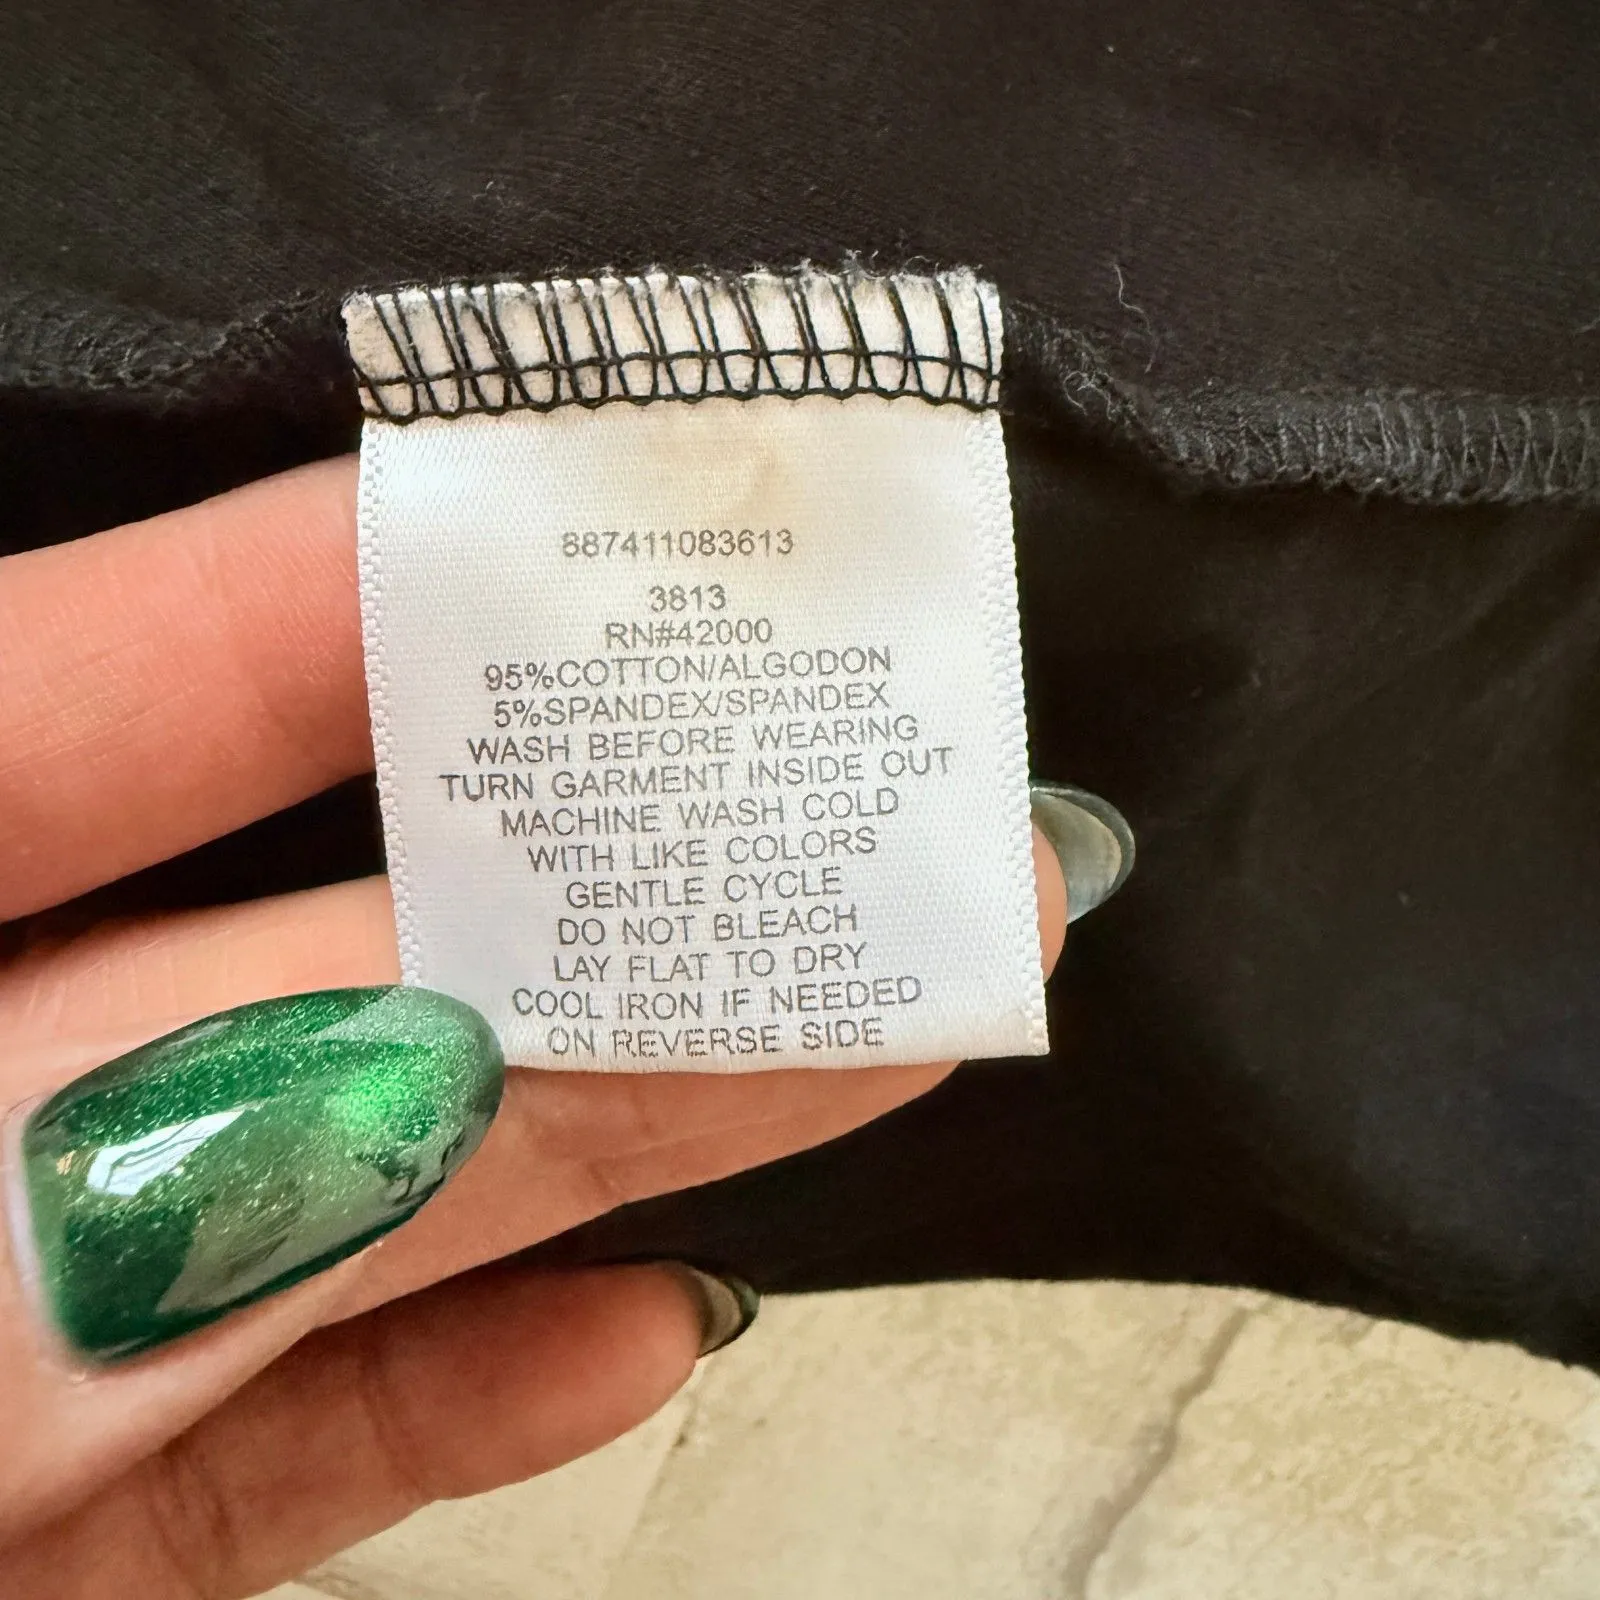 887411083613
3813
RN#42000
95%COTTON/ALGODON
5%SPANDEX/SPANDEX
WASH BEFORE WEARING
TURN GARMENT INSIDE OUT
MACHINE WASH COLD
WITH LIKE COLORS
GENTLE CYCLE
DO NOT BLEACH
LAY FLAT TO DRY
COOL IRON IF NEEDED
ON REVERSE SIDE